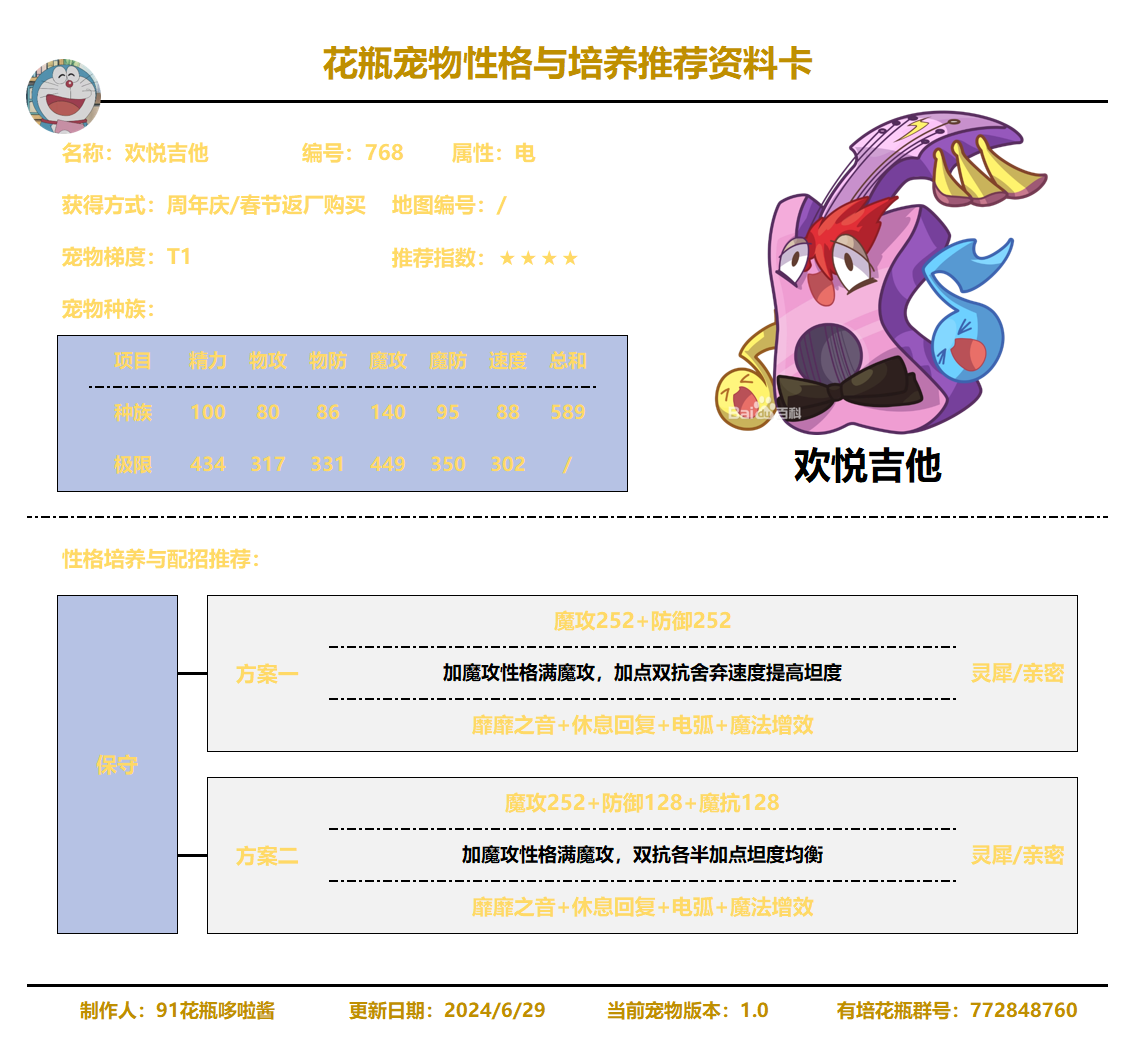 花瓶宠物性格与培养推荐资料卡
名称：欢悦吉他 编号：768 属性：电
获得方式：周年庆/春节返厂购买 地图编号：/
宠物梯度：T1 推荐指数：★★★★
宠物种族：
项目 精力 物攻 物防 魔攻 魔防 速度 总和
种族 100 80 86 140 95 88 589
极限 434 317 331 449 350 302 /
Baidu百科
欢悦吉他
性格培养与配招推荐：
保守
方案一
魔攻252+防御252
加魔攻性格满魔攻，加点双抗舍弃速度提高坦度
靡靡之音+休息回复+电弧+魔法增效
灵犀/亲密
方案二
魔攻252+防御128+魔抗128
加魔攻性格满魔攻，双抗各半加点坦度均衡
靡靡之音+休息回复+电弧+魔法增效
灵犀/亲密
制作人：91花瓶哆啦酱 更新日期：2024/6/29 当前宠物版本：1.0 有培花瓶群号：772848760